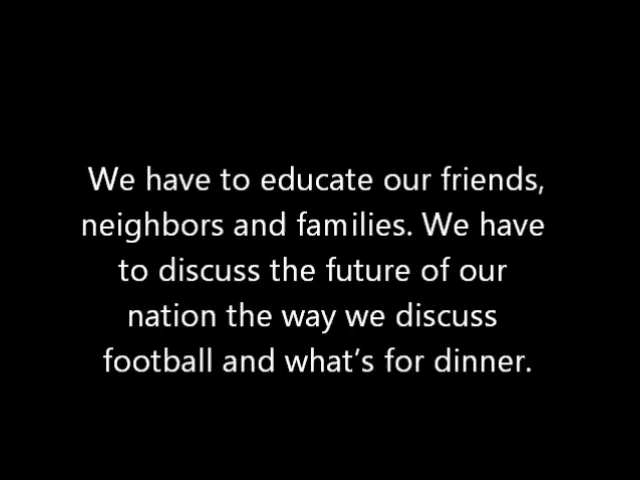 We have to educate our friends,
neighbors and families. We have
to discuss the future of our
nation the way we discuss
football and what’s for dinner.